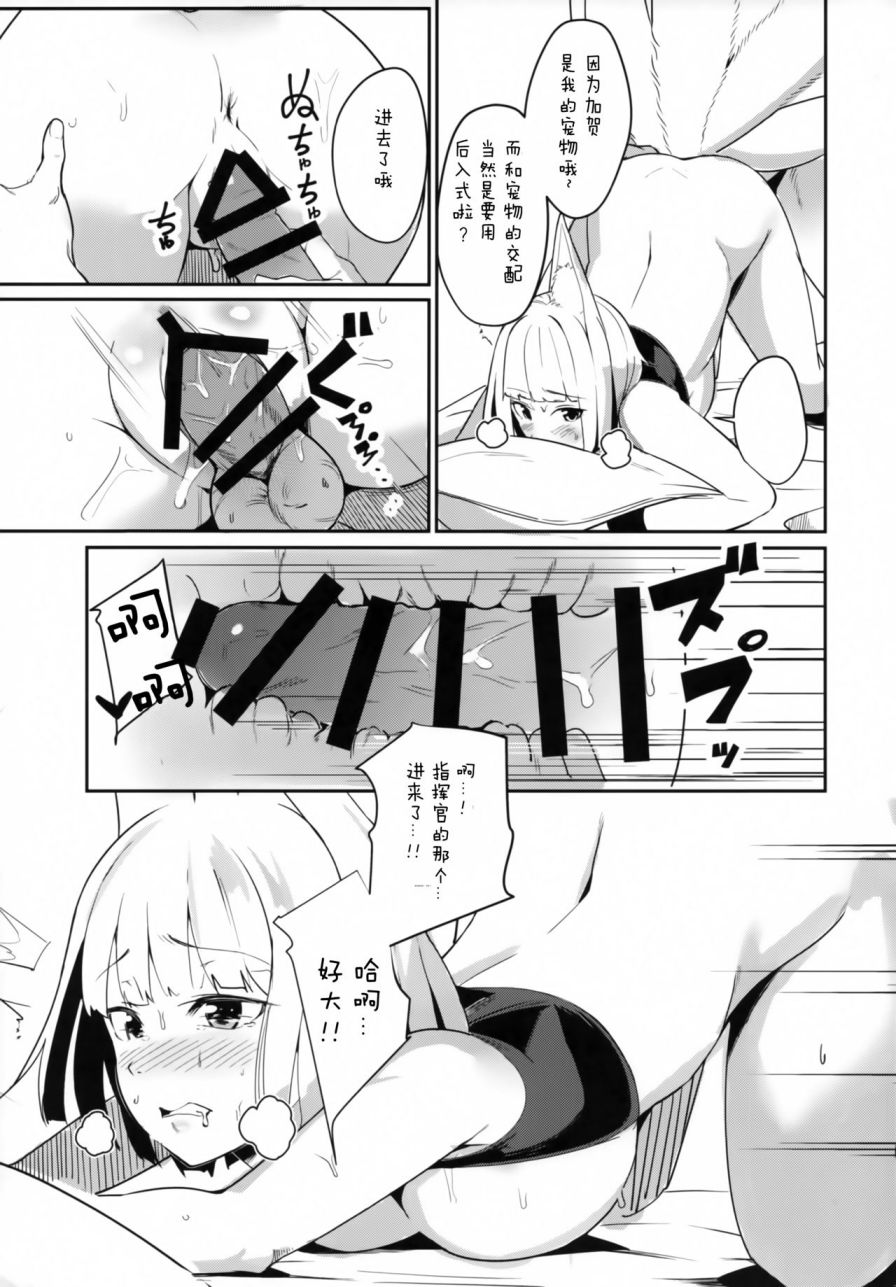 因为加贺
是我的宠物哦~
而和宠物的交配
当然是要用
后入式啦?
进去了哦
ぬちゅちゅ
ちゅ
ぷぷ…
啊
♥啊
ズプッ
啊…!
指挥官的那个…
进来了…!!
哈啊…
好大!!